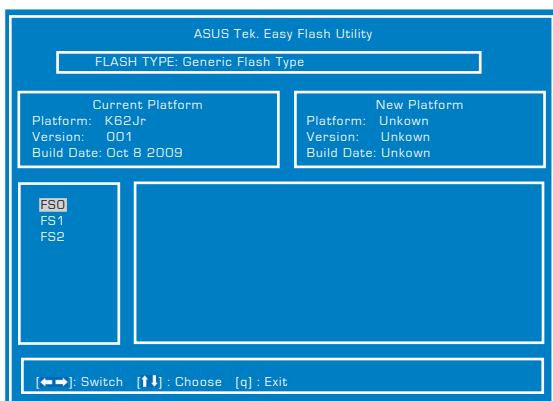 ASUS Tek. Easy Flash Utility
FLASH TYPE: Generic Flash Type
Current Platform
Platform: K62Jr
Version: 001
Build Date: Oct 8 2009
New Platform
Platform: Unkown
Version: Unkown
Build Date: Unkown
FS0
FS1
FS2
[←→]: Switch [↑↓] : Choose [q] : Exit